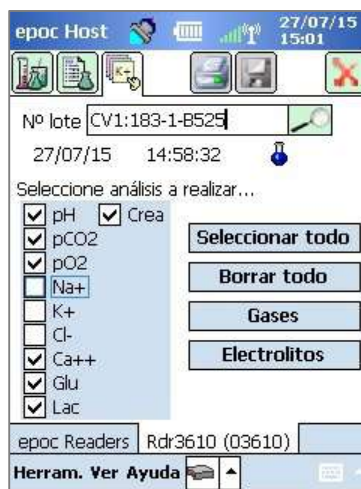 epoc Host 27/07/15
15:01
K+
Nº lote CV1:183-1-B525
27/07/15 14:58:32
Seleccione análisis a realizar...
pH Crea
pCO2
pO2
Na+
K+
Cl-
Ca++
Glu
Lac
Seleccionar todo
Borrar todo
Gases
Electrolitos
epoc Readers Rdr3610 (03610)
Herram. Ver Ayuda